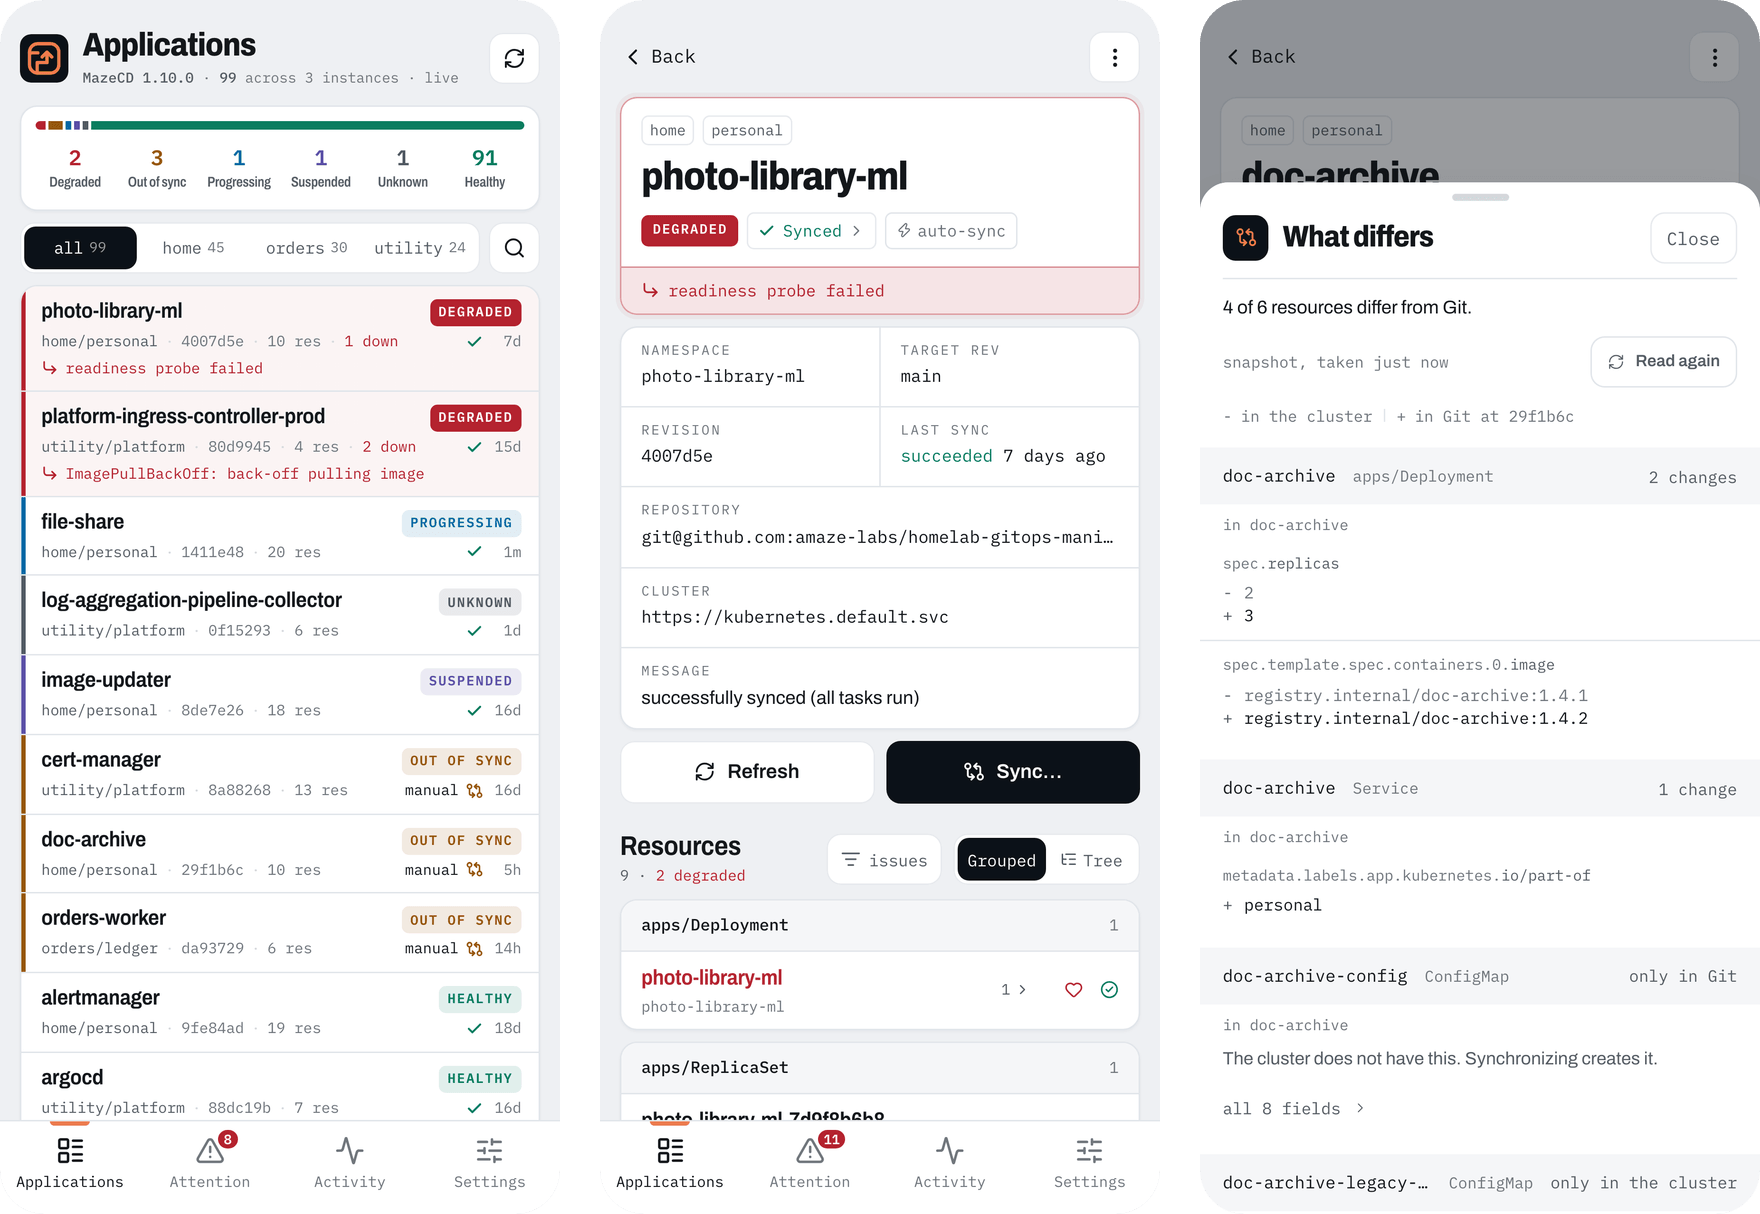 Applications
MazeCD 1.10.0 · 99 across 3 instances · live
2 3 1 1 1 91
Degraded Out of sync Progressing Suspended Unknown Healthy
all 99 home 45 orders 30 utility 24
photo-library-ml DEGRADED
home/personal · 4007d5e · 10 res · 1 down 7d
readiness probe failed
platform-ingress-controller-prod DEGRADED
utility/platform · 80d9945 · 4 res · 2 down 15d
ImagePullBackOff: back-off pulling image
file-share PROGRESSING
home/personal · 1411e48 · 20 res 1m
log-aggregation-pipeline-collector UNKNOWN
utility/platform · 0f15293 · 6 res 1d
image-updater SUSPENDED
home/personal · 8de7e26 · 18 res 16d
cert-manager OUT OF SYNC
utility/platform · 8a88268 · 13 res manual 16d
doc-archive OUT OF SYNC
home/personal · 29f1b6c · 10 res manual 5h
orders-worker OUT OF SYNC
orders/ledger · da93729 · 6 res manual 14h
alertmanager HEALTHY
home/personal · 9fe84ad · 19 res 18d
argocd HEALTHY
utility/platform · 88dc19b · 7 res 16d
8
Applications Attention Activity Settings
Back
home personal
photo-library-ml
DEGRADED Synced auto-sync
readiness probe failed
NAMESPACE TARGET REV
photo-library-ml main
REVISION LAST SYNC
4007d5e succeeded 7 days ago
REPOSITORY
git@github.com:amaze-labs/homelab-gitops-mani…
CLUSTER
https://kubernetes.default.svc
MESSAGE
successfully synced (all tasks run)
Refresh Sync…
Resources issues Grouped Tree
9 · 2 degraded
apps/Deployment 1
photo-library-ml 1
photo-library-ml
apps/ReplicaSet 1
photo-library-ml-7d9f8b6b8
11
Applications Attention Activity Settings
Back
home personal
doc-archive
What differs Close
4 of 6 resources differ from Git.
snapshot, taken just now Read again
- in the cluster | + in Git at 29f1b6c
doc-archive apps/Deployment 2 changes
in doc-archive
spec.replicas
- 2
+ 3
spec.template.spec.containers.0.image
- registry.internal/doc-archive:1.4.1
+ registry.internal/doc-archive:1.4.2
doc-archive Service 1 change
in doc-archive
metadata.labels.app.kubernetes.io/part-of
+ personal
doc-archive-config ConfigMap only in Git
in doc-archive
The cluster does not have this. Synchronizing creates it.
all 8 fields
doc-archive-legacy-… ConfigMap only in the cluster